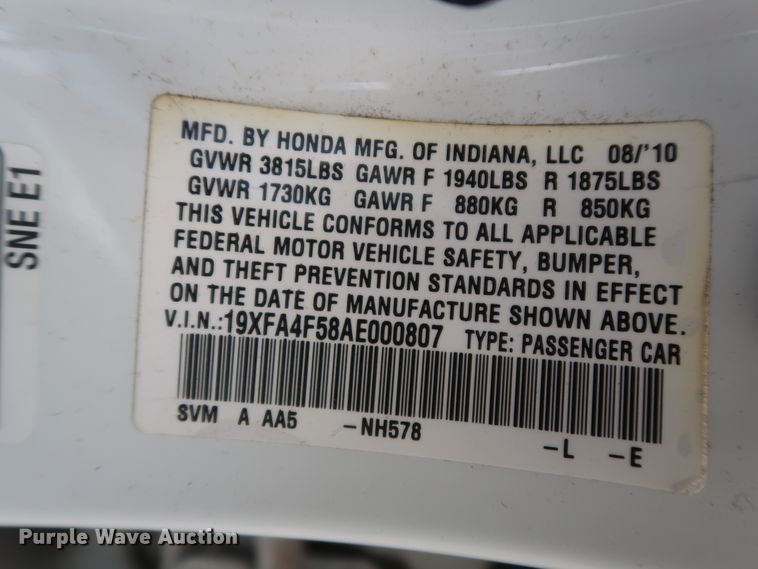 MFD. BY HONDA MFG. OF INDIANA, LLC 08/'10
GVWR 3815LBS GAWR F 1940LBS R 1875LBS
GVWR 1730KG GAWR F 880KG R 850KG
THIS VEHICLE CONFORMS TO ALL APPLICABLE
FEDERAL MOTOR VEHICLE SAFETY, BUMPER,
AND THEFT PREVENTION STANDARDS IN EFFECT
ON THE DATE OF MANUFACTURE SHOWN ABOVE.
V.I.N.:19XFA4F58AE000807 TYPE: PASSENGER CAR
SVM A AA5 -NH578 -L -E
SNE E1
Purple Wave Auction